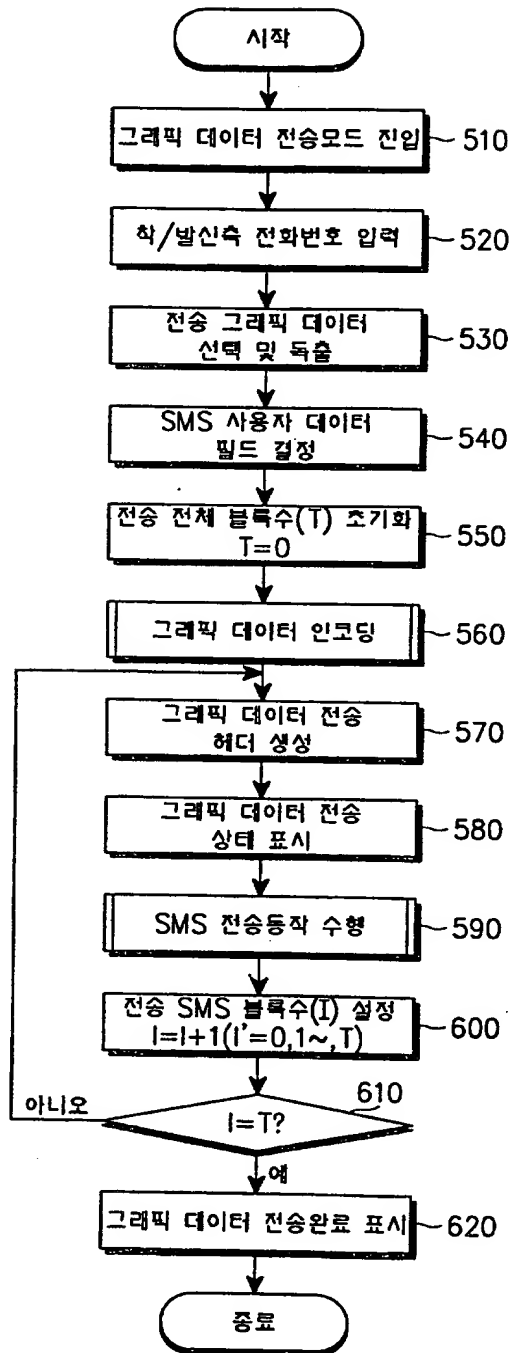 시작
그래픽 데이터 전송모드 진입
510
착/발신측 전화번호 입력
520
전송 그래픽 데이터
선택 및 독출
530
SMS 사용자 데이터
필드 결정
540
전송 전체 블록수(T) 초기화
T=0
550
그래픽 데이터 인코딩
560
그래픽 데이터 전송
헤더 생성
570
그래픽 데이터 전송
상태 표시
580
SMS 전송동작 수형
590
전송 SMS 블록수(I) 설정
I=I+1(I'=0,1~,T)
600
610
I=T?
아니오
예
그래픽 데이터 전송완료 표시
620
종료